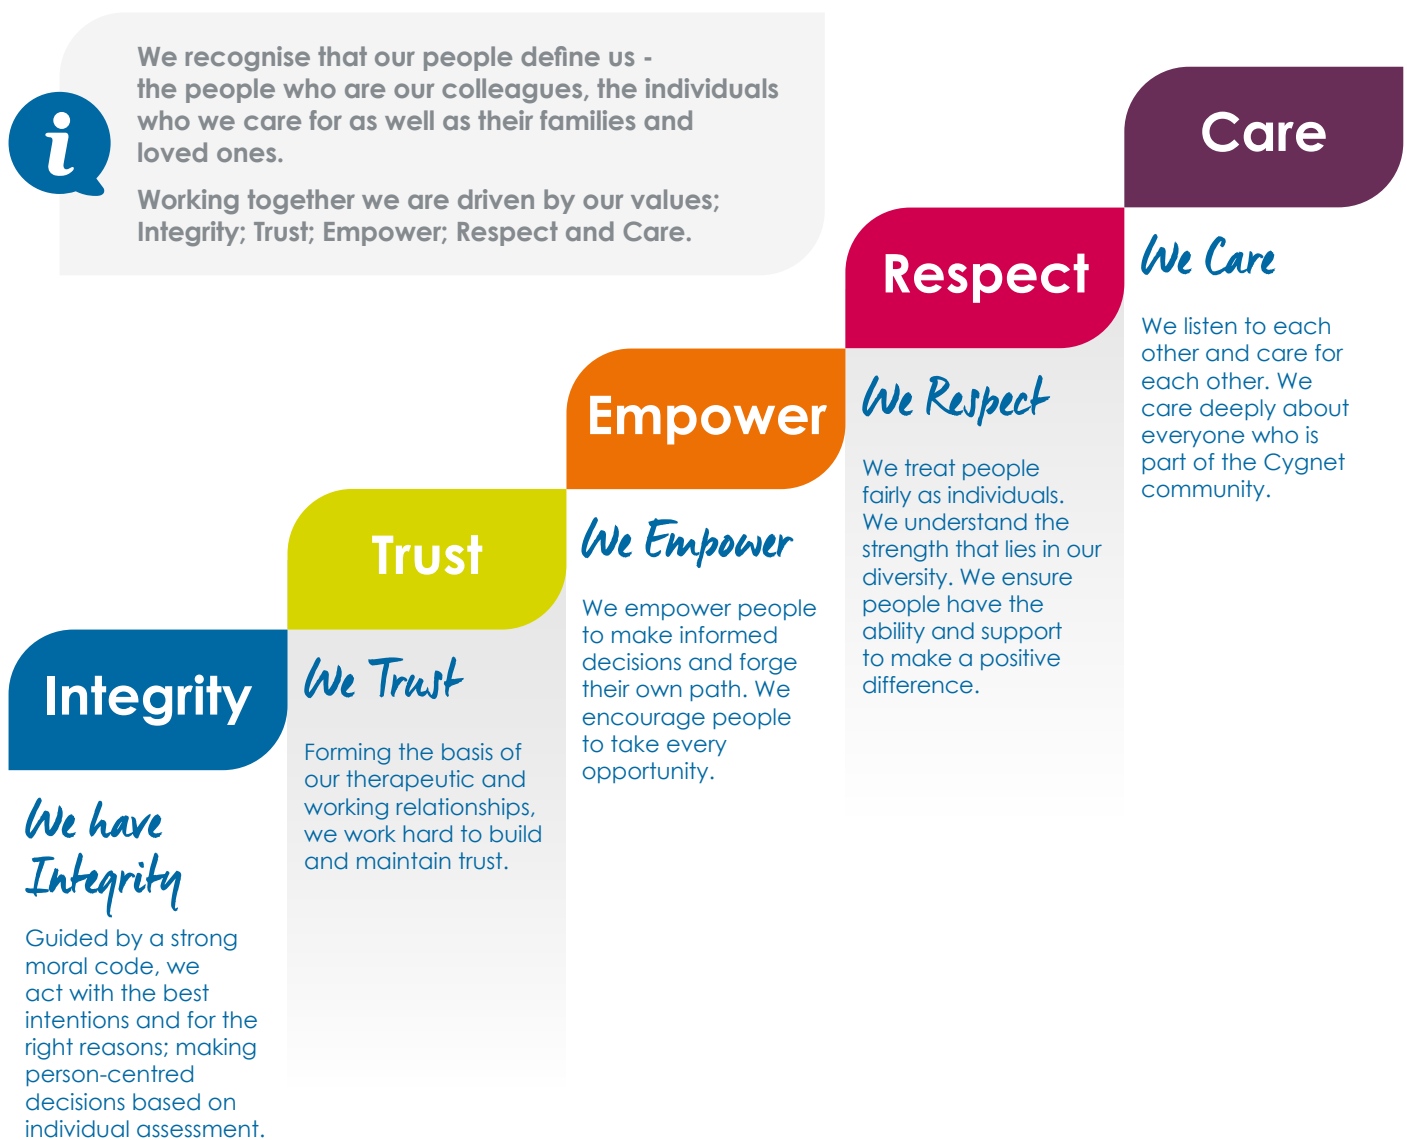 We recognise that our people define us -
the people who are our colleagues, the individuals
who we care for as well as their families and
loved ones.
Working together we are driven by our values;
Integrity; Trust; Empower; Respect and Care.
i
Integrity
We have
Integrity
Guided by a strong
moral code, we
act with the best
intentions and for the
right reasons; making
person-centred
decisions based on
individual assessment.
Trust
We Trust
Forming the basis of
our therapeutic and
working relationships,
we work hard to build
and maintain trust.
Empower
We Empower
We empower people
to make informed
decisions and forge
their own path. We
encourage people
to take every
opportunity.
Respect
We Respect
We treat people
fairly as individuals.
We understand the
strength that lies in our
diversity. We ensure
people have the
ability and support
to make a positive
difference.
Care
We Care
We listen to each
other and care for
each other. We
care deeply about
everyone who is
part of the Cygnet
community.